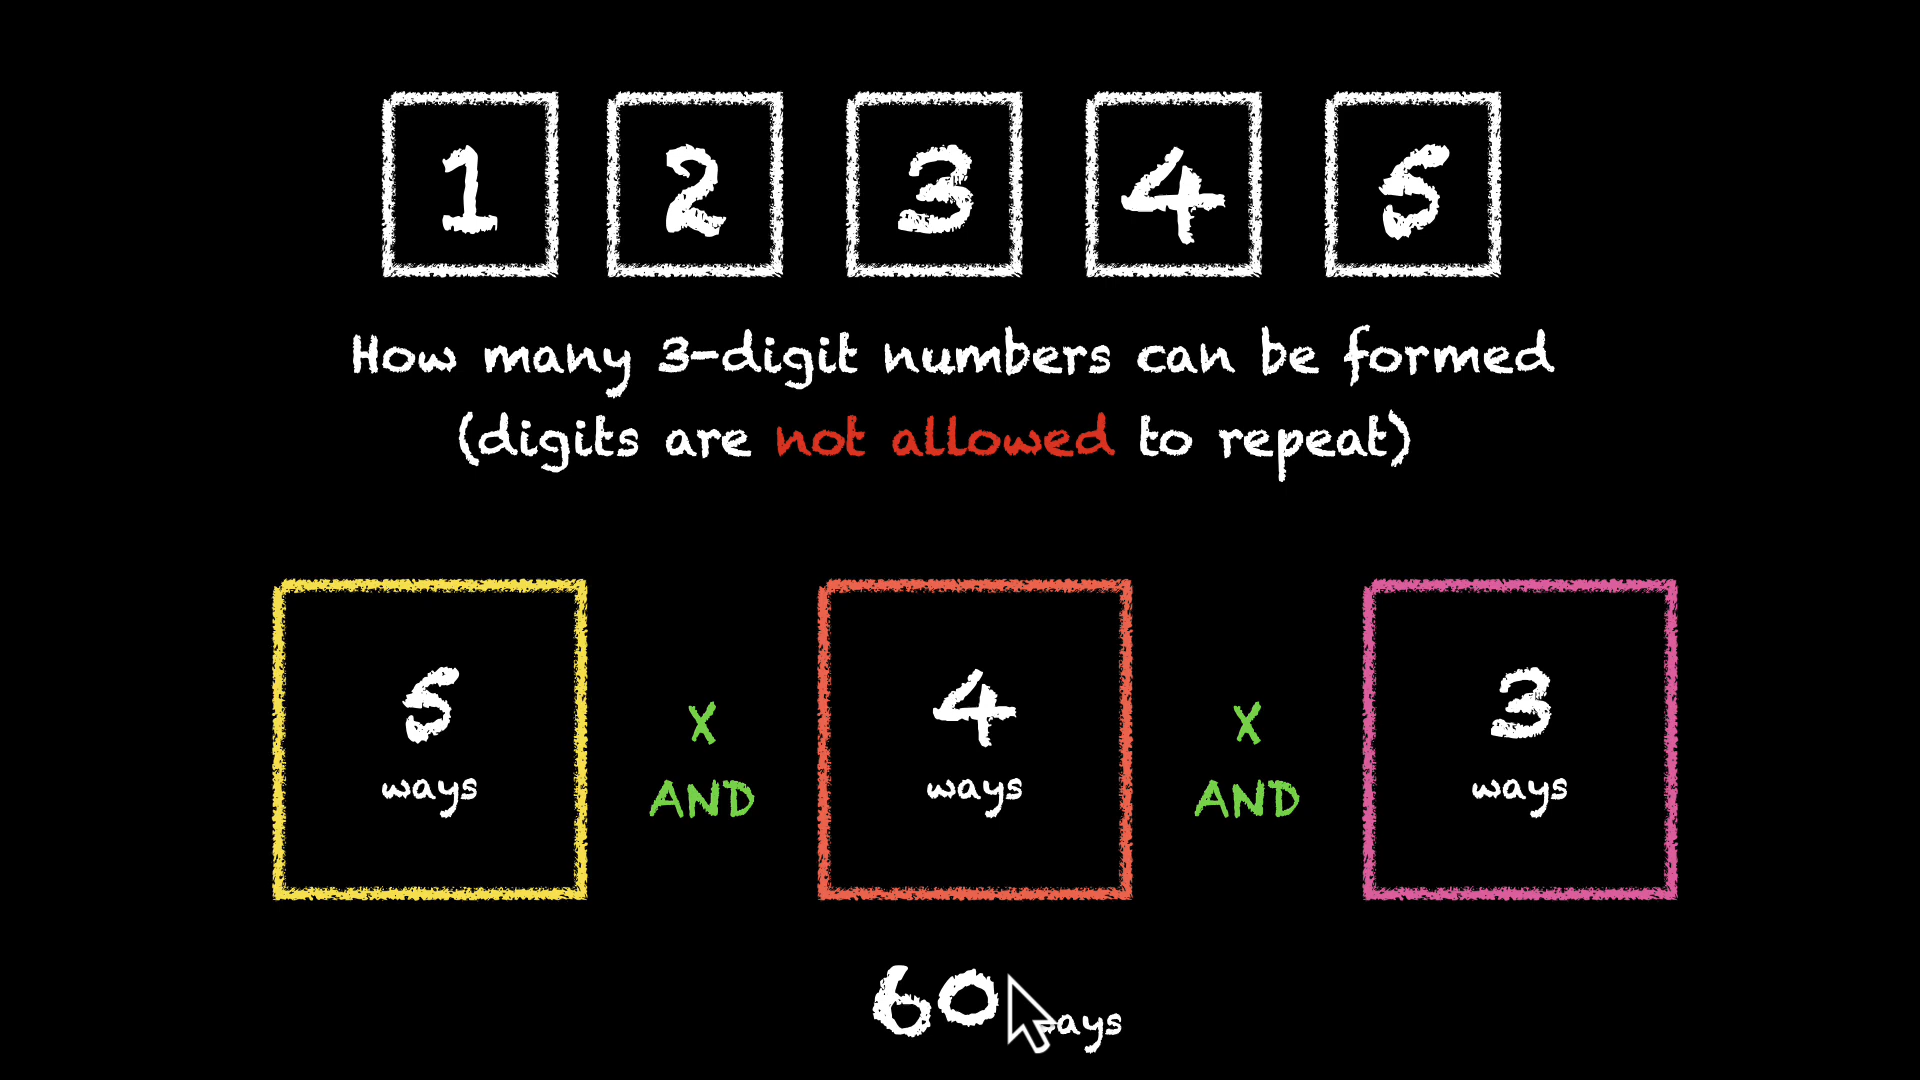 1 2 3 4 5
How many 3-digit numbers can be formed
(digits are not allowed to repeat)
5 X 4 X 3
ways AND ways AND ways
60